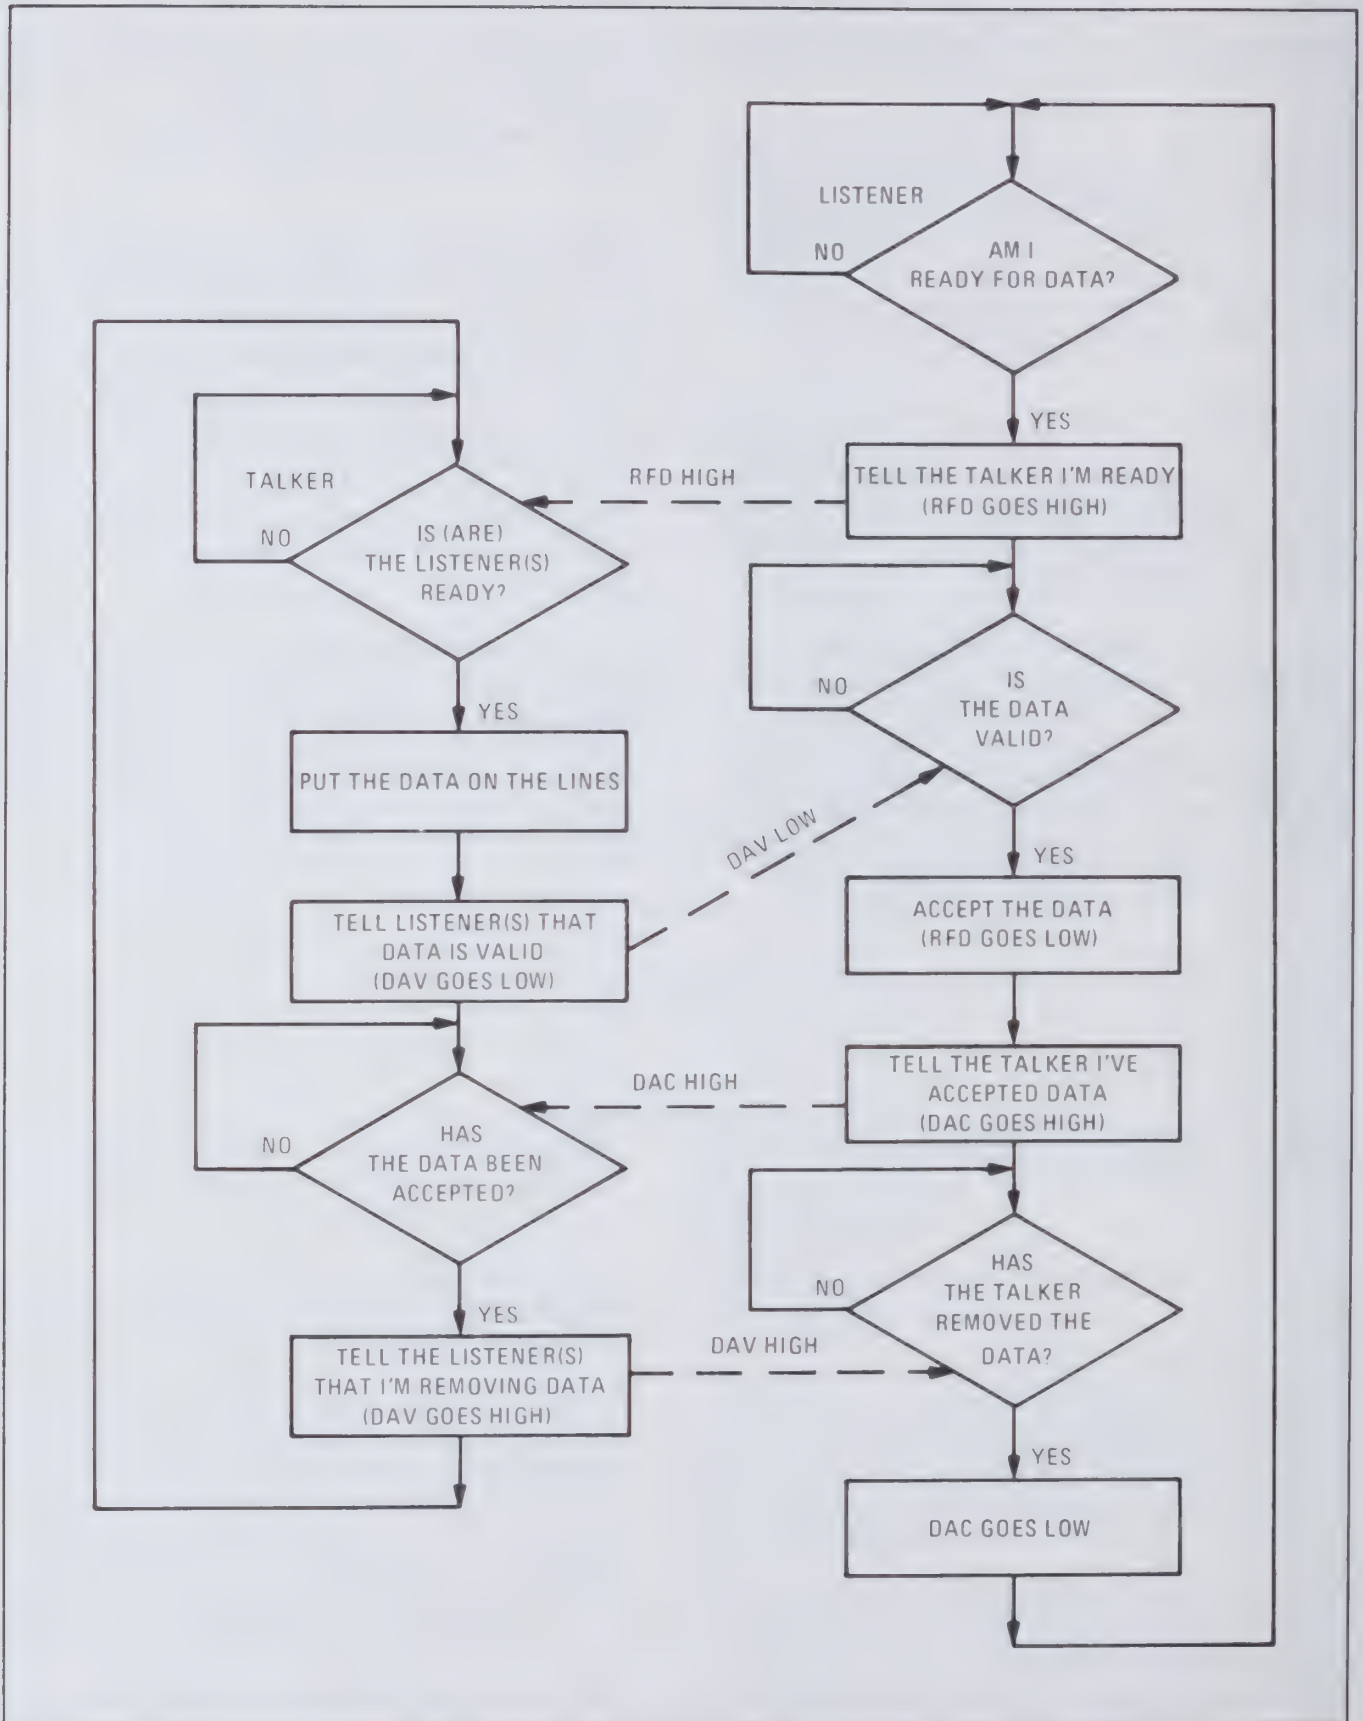 LISTENER
NO
AM I
READY FOR DATA?
YES
TELL THE TALKER I'M READY
(RFD GOES HIGH)
RFD HIGH
TALKER
NO
IS (ARE)
THE LISTENER(S)
READY?
YES
PUT THE DATA ON THE LINES
NO
IS
THE DATA
VALID?
DAV LOW
YES
TELL LISTENER(S) THAT
DATA IS VALID
(DAV GOES LOW)
ACCEPT THE DATA
(RFD GOES LOW)
DAC HIGH
TELL THE TALKER I'VE
ACCEPTED DATA
(DAC GOES HIGH)
NO
HAS
THE DATA BEEN
ACCEPTED?
YES
NO
HAS
THE TALKER
REMOVED THE
DATA?
TELL THE LISTENER(S)
THAT I'M REMOVING DATA
(DAV GOES HIGH)
DAV HIGH
YES
DAC GOES LOW